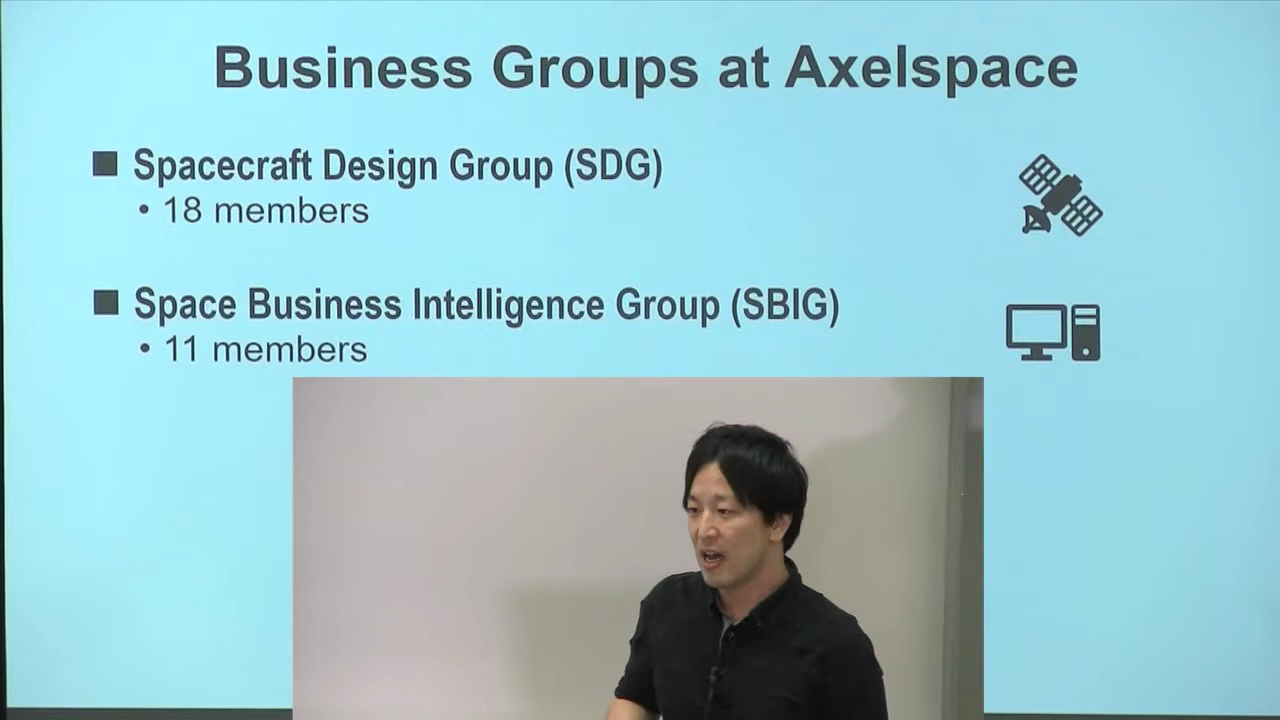 Business Groups at Axelspace
■ Spacecraft Design Group (SDG)
• 18 members
■ Space Business Intelligence Group (SBIG)
• 11 members